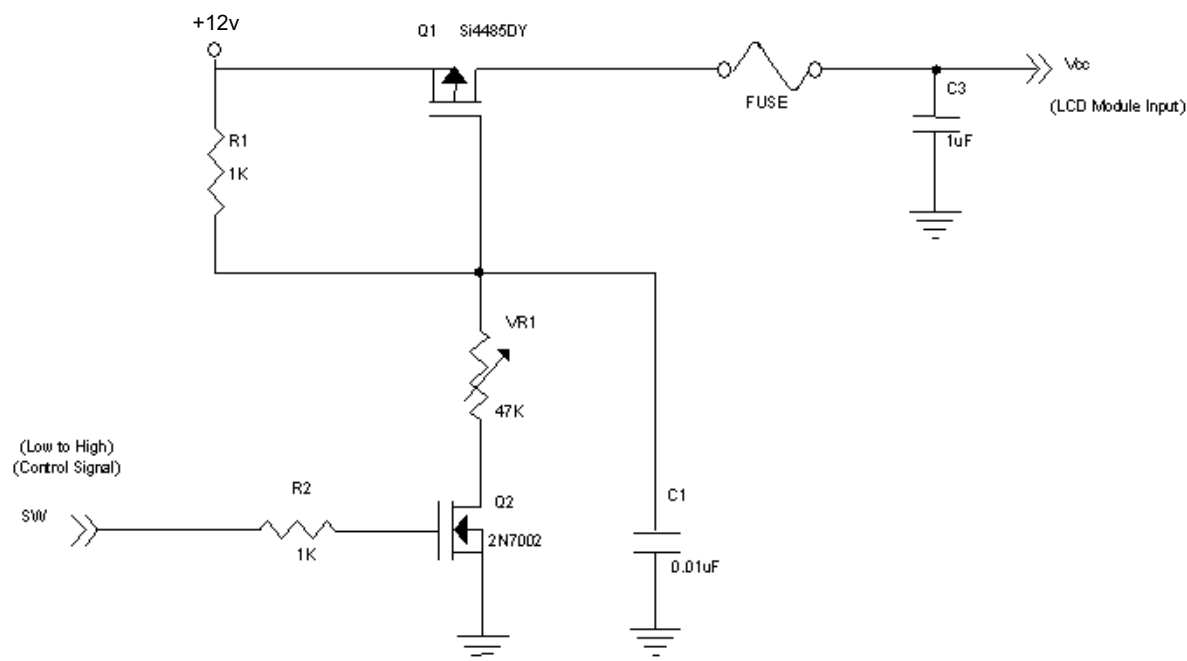 +12v
Q1 Si4485DY
R1
1K
FUSE
Vcc
(LCD Module Input)
C3
1uF
VR1
47K
(Low to High)
(Control Signal)
SW
R2
1K
Q2
2N7002
C1
0.01uF